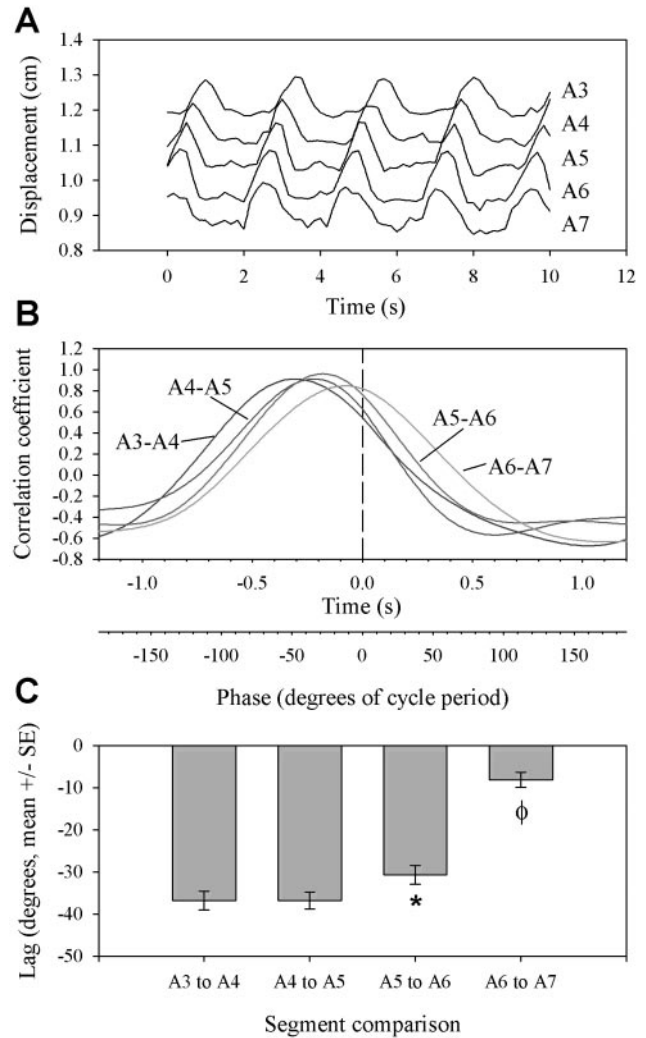 A
Displacement (cm)
1.4
1.3
1.2
1.1
1.0
0.9
0.8
A3
A4
A5
A6
A7
0 2 4 6 8 10 12
Time (s)
B
Correlation coefficient
1.2
1.0
0.8
0.6
0.4
0.2
0.0
-0.2
-0.4
-0.6
-0.8
A4-A5
A3-A4
A5-A6
A6-A7
-1.0 -0.5 0.0 0.5 1.0
Time (s)
-150 -100 -50 0 50 100 150
Phase (degrees of cycle period)
C
Lag (degrees, mean +/- SE)
0
-10
-20
-30
-40
-50
*
ϕ
A3 to A4 A4 to A5 A5 to A6 A6 to A7
Segment comparison